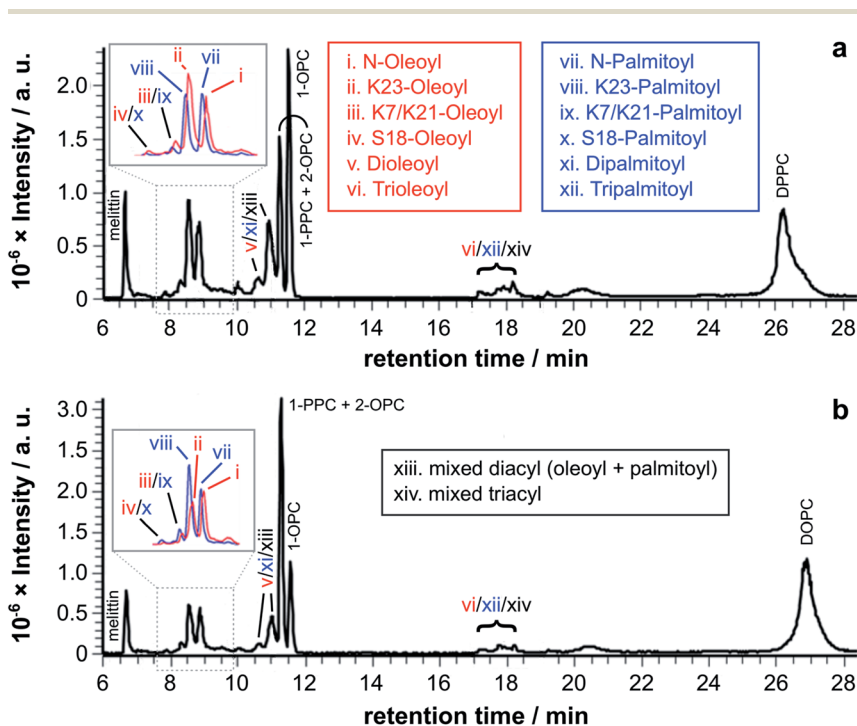 a
10⁻⁶ × Intensity / a. u.
2.0
1.5
1.0
0.5
0
ii
viii
vii
i
iii/ix
iv/x
melittin
v/xi/xiii
1-PPC + 2-OPC
1-OPC
i. N-Oleoyl
ii. K23-Oleoyl
iii. K7/K21-Oleoyl
iv. S18-Oleoyl
v. Dioleoyl
vi. Trioleoyl
vii. N-Palmitoyl
viii. K23-Palmitoyl
ix. K7/K21-Palmitoyl
x. S18-Palmitoyl
xi. Dipalmitoyl
xii. Tripalmitoyl
vi/xii/xiv
DPPC
6 8 10 12 14 16 18 20 22 24 26 28
retention time / min
b
10⁻⁶ × Intensity / a. u.
3.0
2.5
2.0
1.5
1.0
0.5
0
viii
ii
vii
i
iii/ix
iv/x
melittin
v/xi/xiii
1-PPC + 2-OPC
1-OPC
xiii. mixed diacyl (oleoyl + palmitoyl)
xiv. mixed triacyl
vi/xii/xiv
DOPC
6 8 10 12 14 16 18 20 22 24 26 28
retention time / min